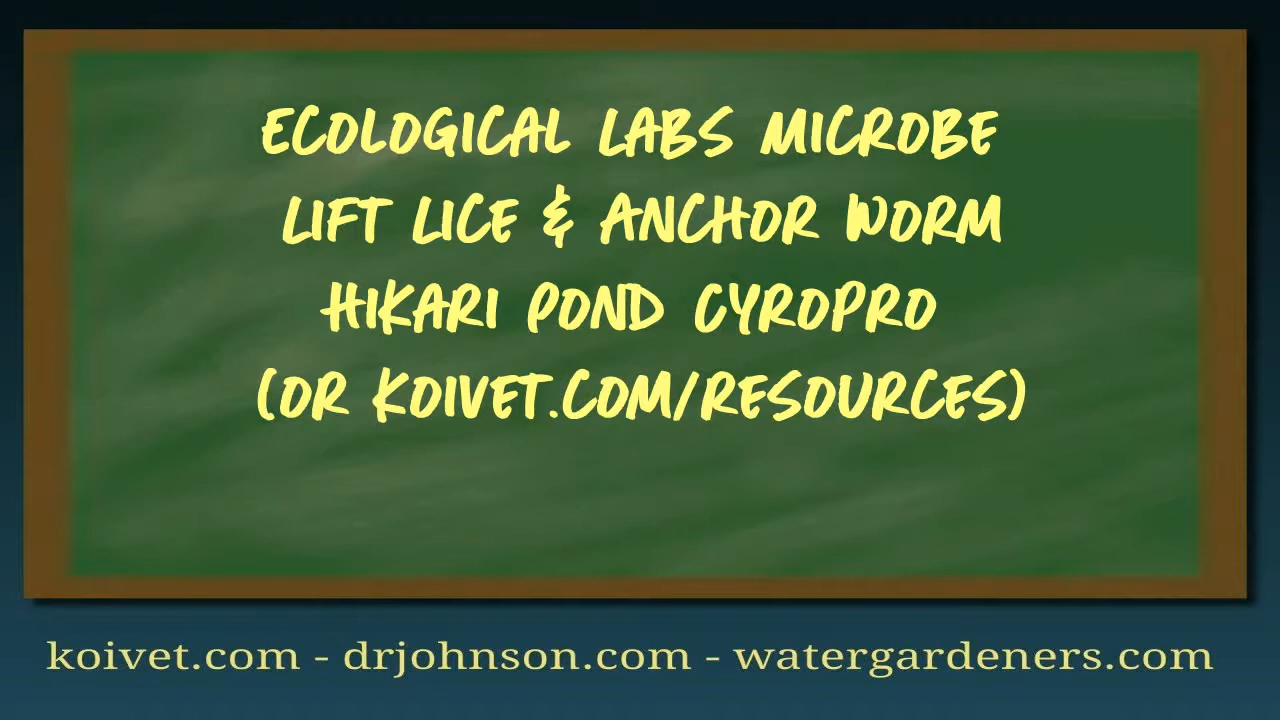 ECOLOGICAL LABS MICROBE
LIFT LICE & ANCHOR WORM
HIKARI POND CYROPRO
(OR KOIVET.COM/RESOURCES)
koivet.com - drjohnson.com - watergardeners.com